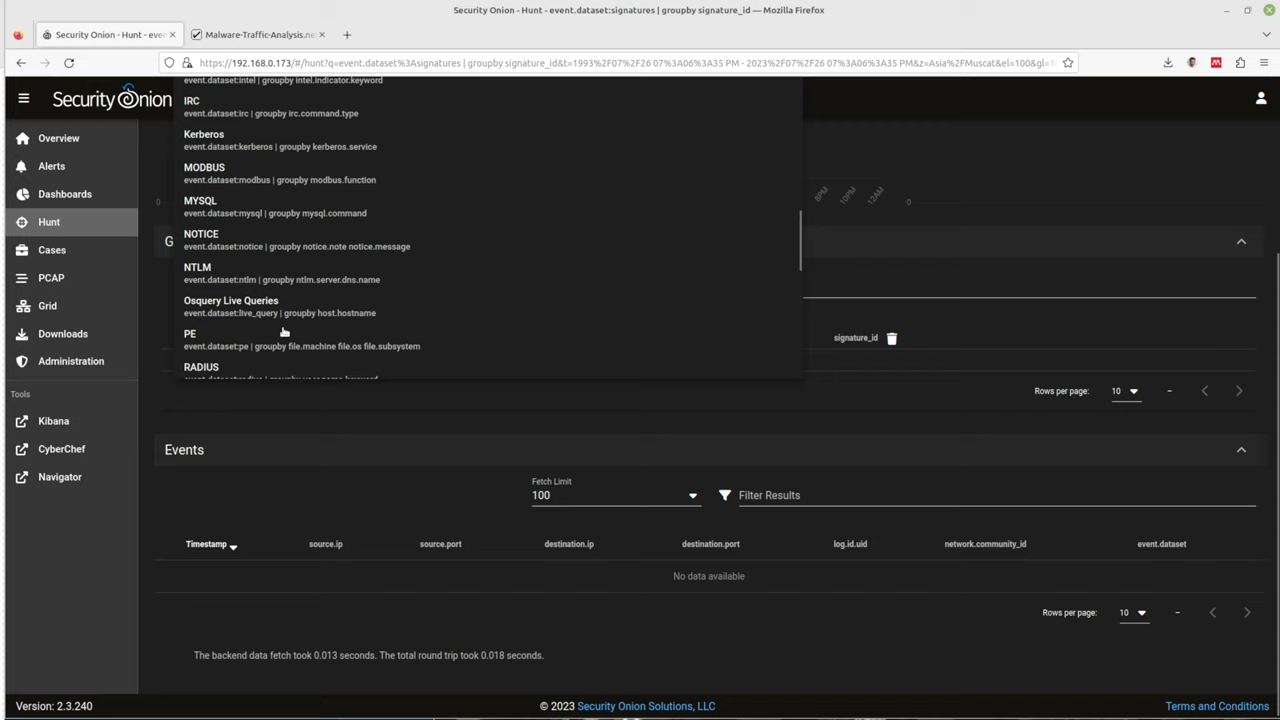 Security Onion - Hunt - event.dataset:signatures | groupby signature_id — Mozilla Firefox
Security Onion - Hunt - even
Malware-Traffic-Analysis.ne
https://192.168.0.173/#/hunt?q=event.dataset%3Asignatures | groupby signature_id&t=1993%2F07%2F26 07%3A06%3A35 PM - 2023%2F07%2F26 07%3A06%3A35 PM&z=Asia%2FMuscat&el=100&gl=1
Security Onion
event.dataset:intel | groupby intel.indicator.keyword
IRC
event.dataset:irc | groupby irc.command.type
Overview
Kerberos
event.dataset:kerberos | groupby kerberos.service
Alerts
MODBUS
event.dataset:modbus | groupby modbus.function
Dashboards
MYSQL
event.dataset:mysql | groupby mysql.command
0
8PM
10PM
12AM
0
Hunt
NOTICE
event.dataset:notice | groupby notice.note notice.message
G
Cases
NTLM
event.dataset:ntlm | groupby ntlm.server.dns.name
PCAP
Osquery Live Queries
event.dataset:live_query | groupby host.hostname
Grid
PE
event.dataset:pe | groupby file.machine file.os file.subsystem
signature_id
Downloads
RADIUS
Administration
Rows per page:
10
–
Tools
Kibana
CyberChef
Navigator
Events
Fetch Limit
100
Filter Results
Timestamp
source.ip
source.port
destination.ip
destination.port
log.id.uid
network.community_id
event.dataset
No data available
Rows per page:
10
–
The backend data fetch took 0.013 seconds. The total round trip took 0.018 seconds.
Version: 2.3.240
© 2023 Security Onion Solutions, LLC
Terms and Conditions